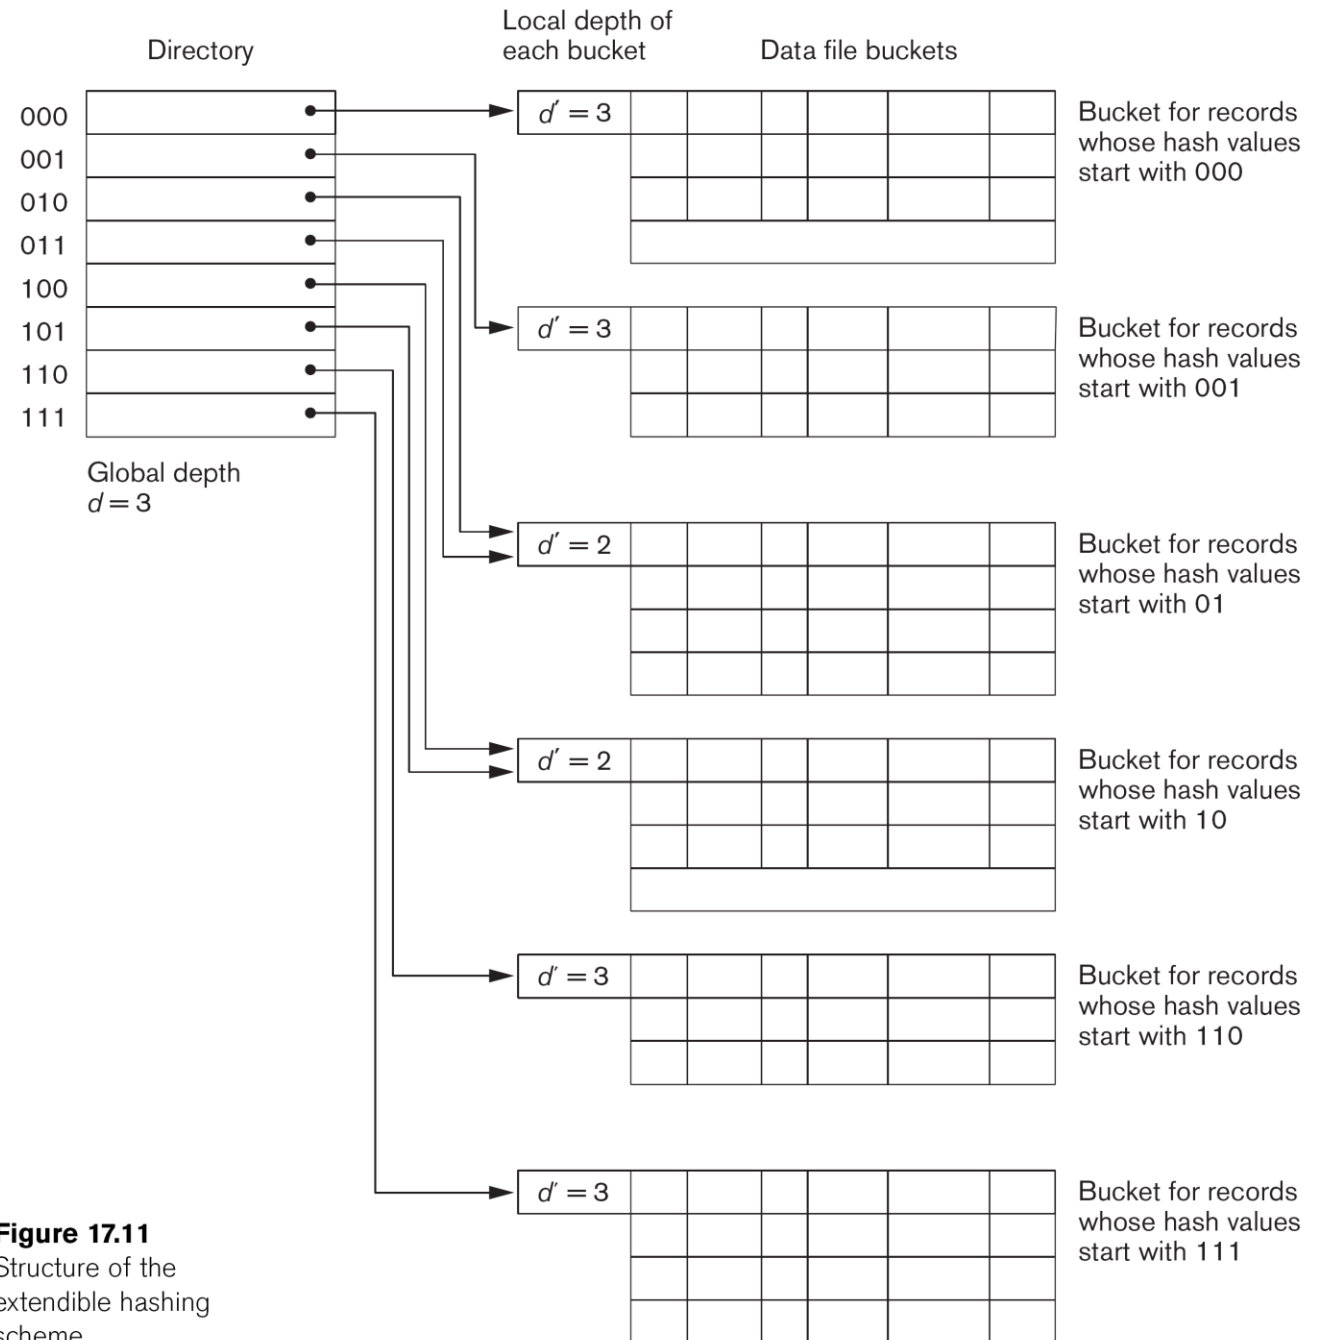 Directory
Local depth of
each bucket
Data file buckets
000
001
010
011
100
101
110
111
Global depth
d = 3
d′ = 3
Bucket for records
whose hash values
start with 000
d′ = 3
Bucket for records
whose hash values
start with 001
d′ = 2
Bucket for records
whose hash values
start with 01
d′ = 2
Bucket for records
whose hash values
start with 10
d′ = 3
Bucket for records
whose hash values
start with 110
d′ = 3
Bucket for records
whose hash values
start with 111
Figure 17.11
Structure of the
extendible hashing
scheme